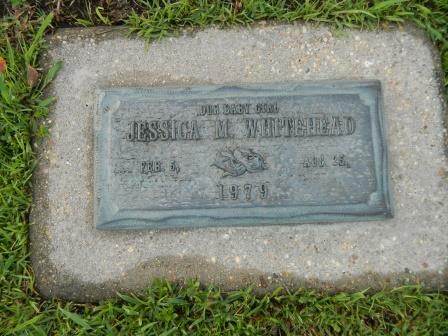 OUR BABY GIRL
JESSICA M. WHITEHEAD
FEB. 5, AUG. 25,
1979